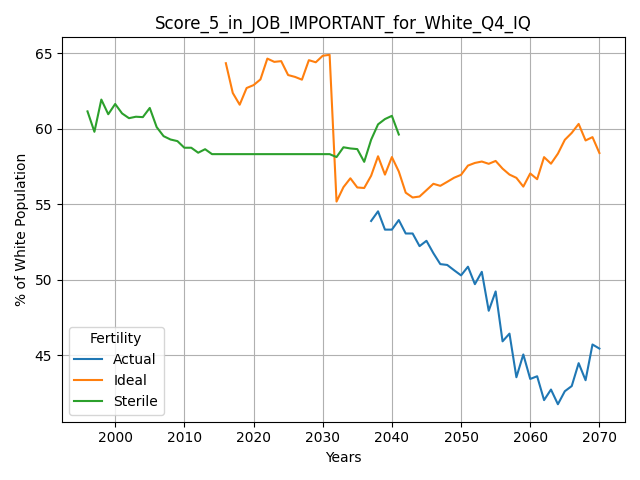 Score_5_in_JOB_IMPORTANT_for_White_Q4_IQ
% of White Population
65
60
55
50
45
Fertility
Actual
Ideal
Sterile
2000 2010 2020 2030 2040 2050 2060 2070
Years